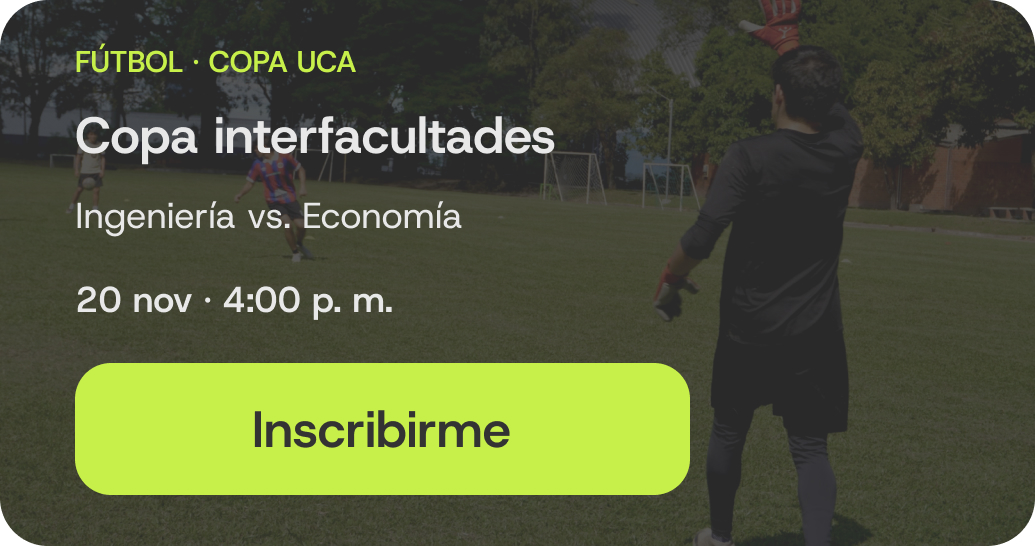 FÚTBOL · COPA UCA
Copa interfacultades
Ingeniería vs. Economía
20 nov · 4:00 p. m.
Inscribirme